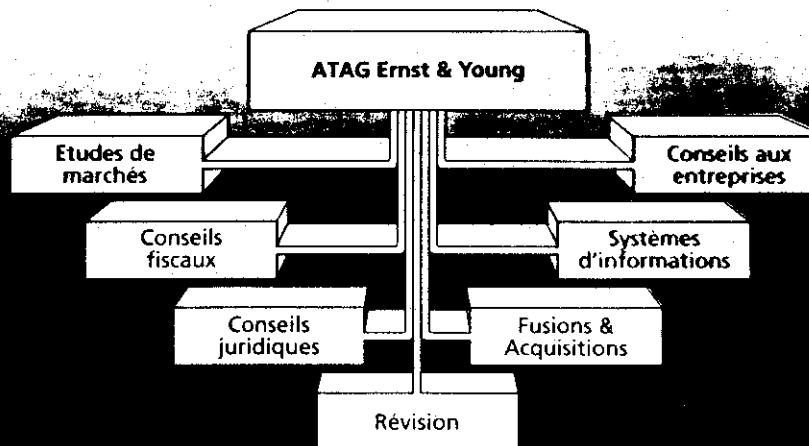 ATAG Ernst & Young
Etudes de
marchés
Conseils aux
entreprises
Conseils
fiscaux
Systèmes
d'informations
Conseils
juridiques
Fusions &
Acquisitions
Révision